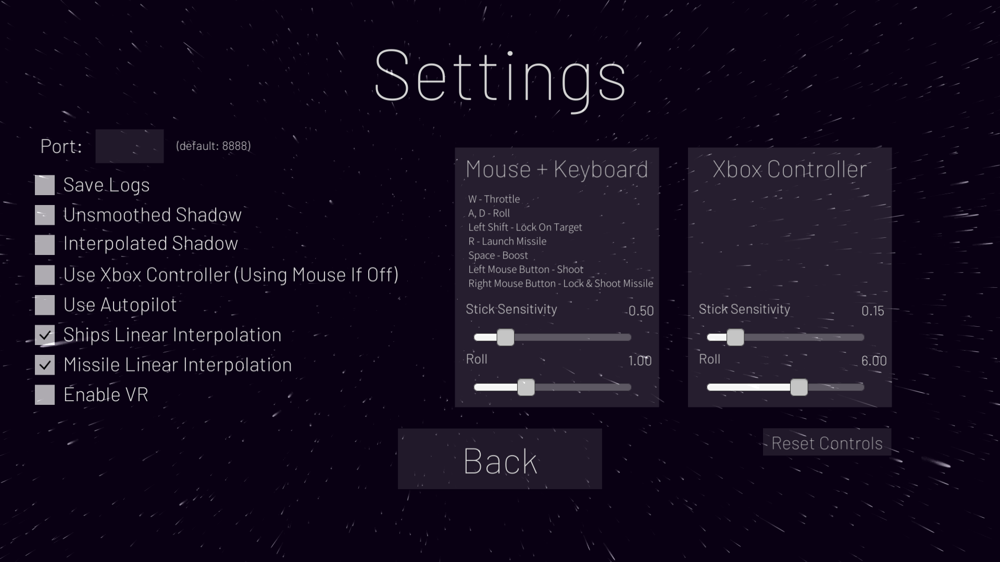 Settings
Port:
(default: 8888)
Save Logs
Unsmoothed Shadow
Interpolated Shadow
Use Xbox Controller (Using Mouse If Off)
Use Autopilot
Ships Linear Interpolation
Missile Linear Interpolation
Enable VR
Mouse + Keyboard
W - Throttle
A, D - Roll
Left Shift - Lock On Target
R - Launch Missile
Space - Boost
Left Mouse Button - Shoot
Right Mouse Button - Lock & Shoot Missile
Stick Sensitivity 0.50
Roll 1.00
Xbox Controller
Stick Sensitivity 0.15
Roll 6.00
Reset Controls
Back